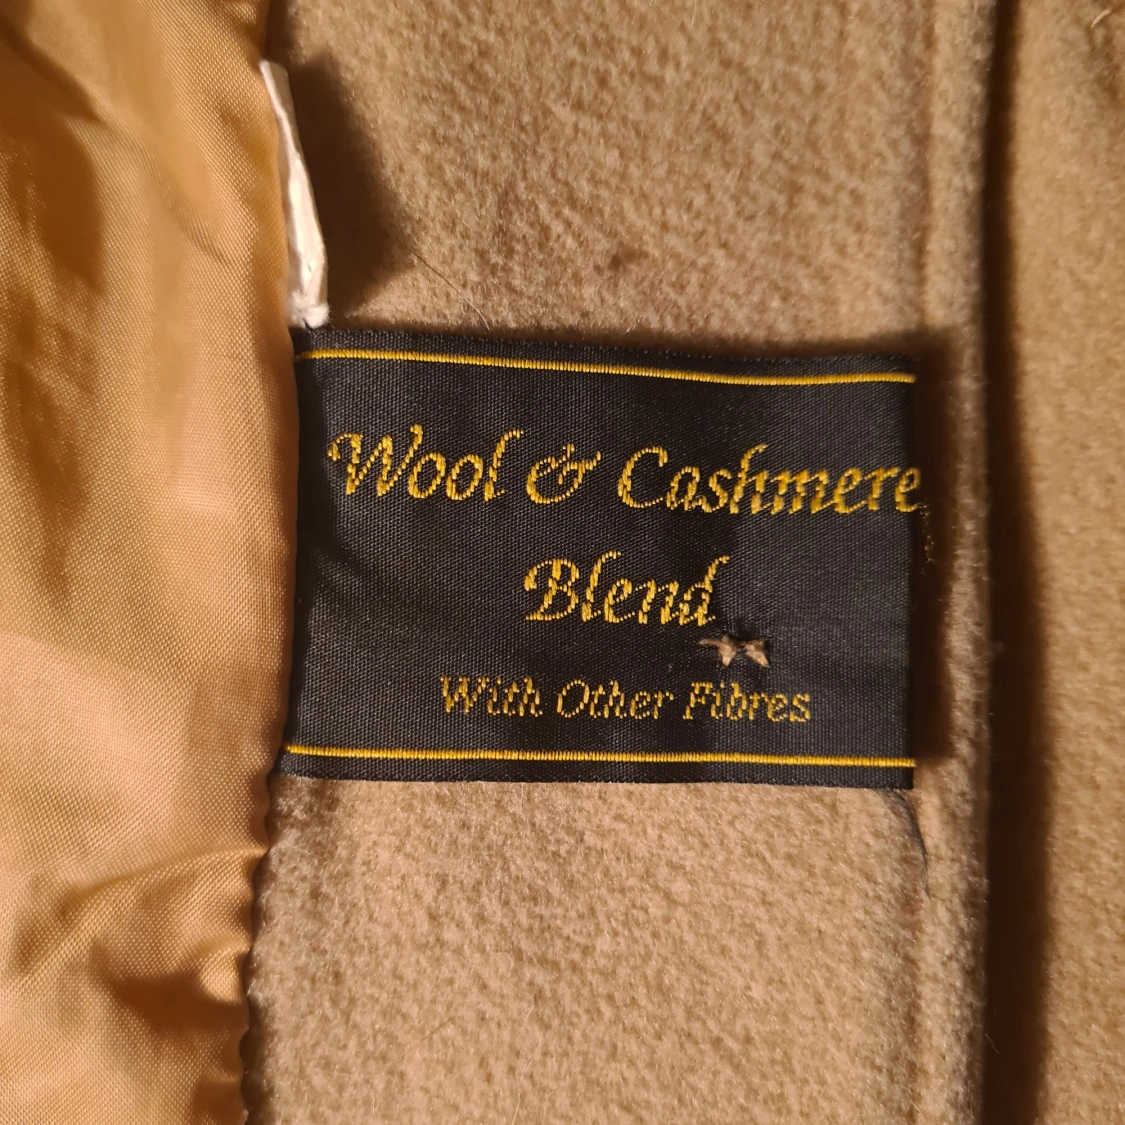 Wool & Cashmere
Blend
With Other Fibres